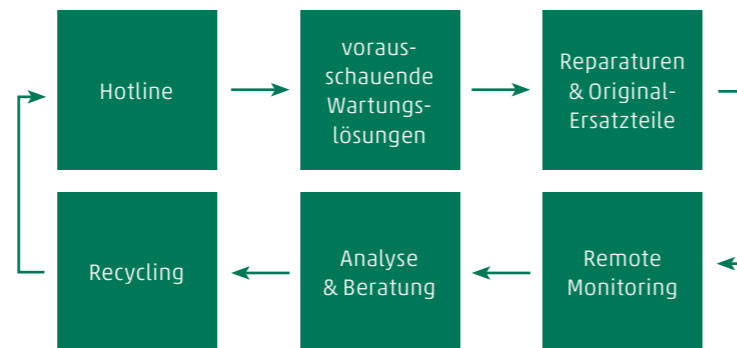 Hotline
voraus-
schauende
Wartungs-
lösungen
Reparaturen
& Original-
Ersatzteile
Recycling
Analyse
& Beratung
Remote
Monitoring